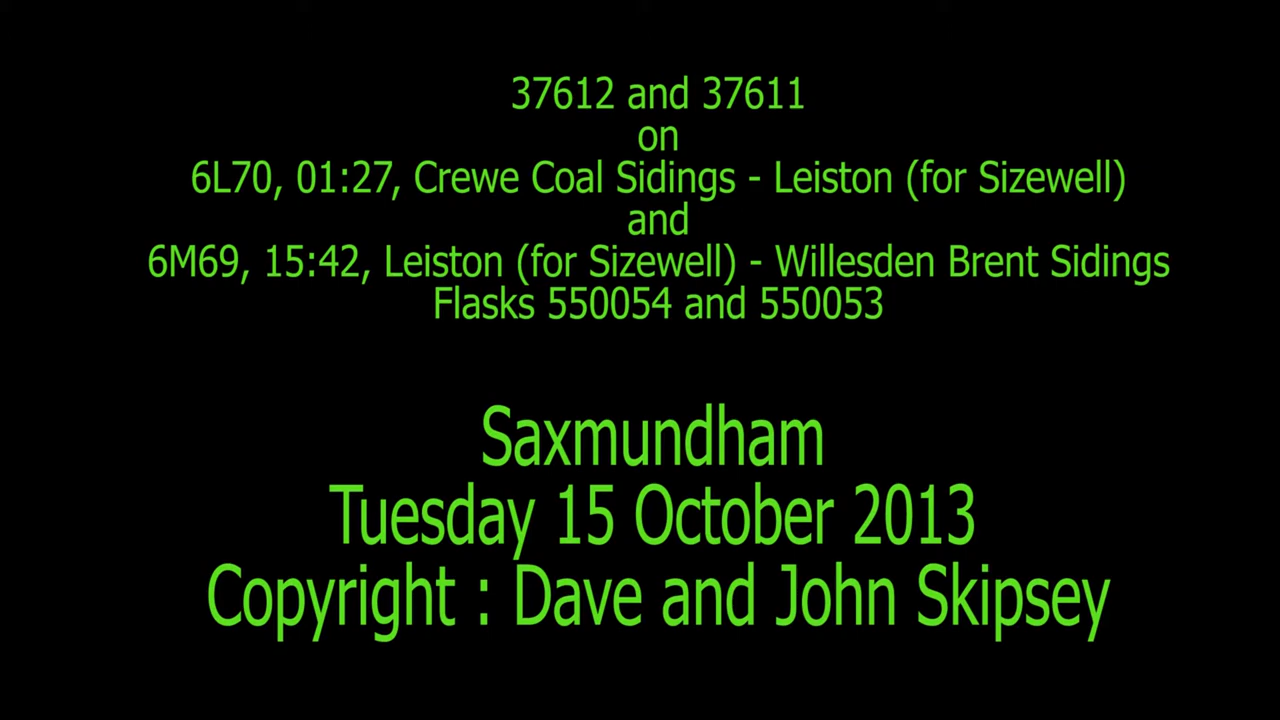 37612 and 37611
on
6L70, 01:27, Crewe Coal Sidings - Leiston (for Sizewell)
and
6M69, 15:42, Leiston (for Sizewell) - Willesden Brent Sidings
Flasks 550054 and 550053
Saxmundham
Tuesday 15 October 2013
Copyright : Dave and John Skipsey